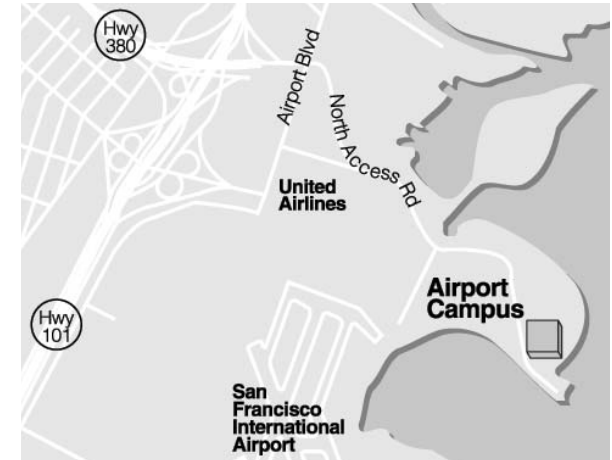 Hwy
380
Airport Blvd
North Access Rd
United
Airlines
Airport
Campus
Hwy
101
San
Francisco
International
Airport